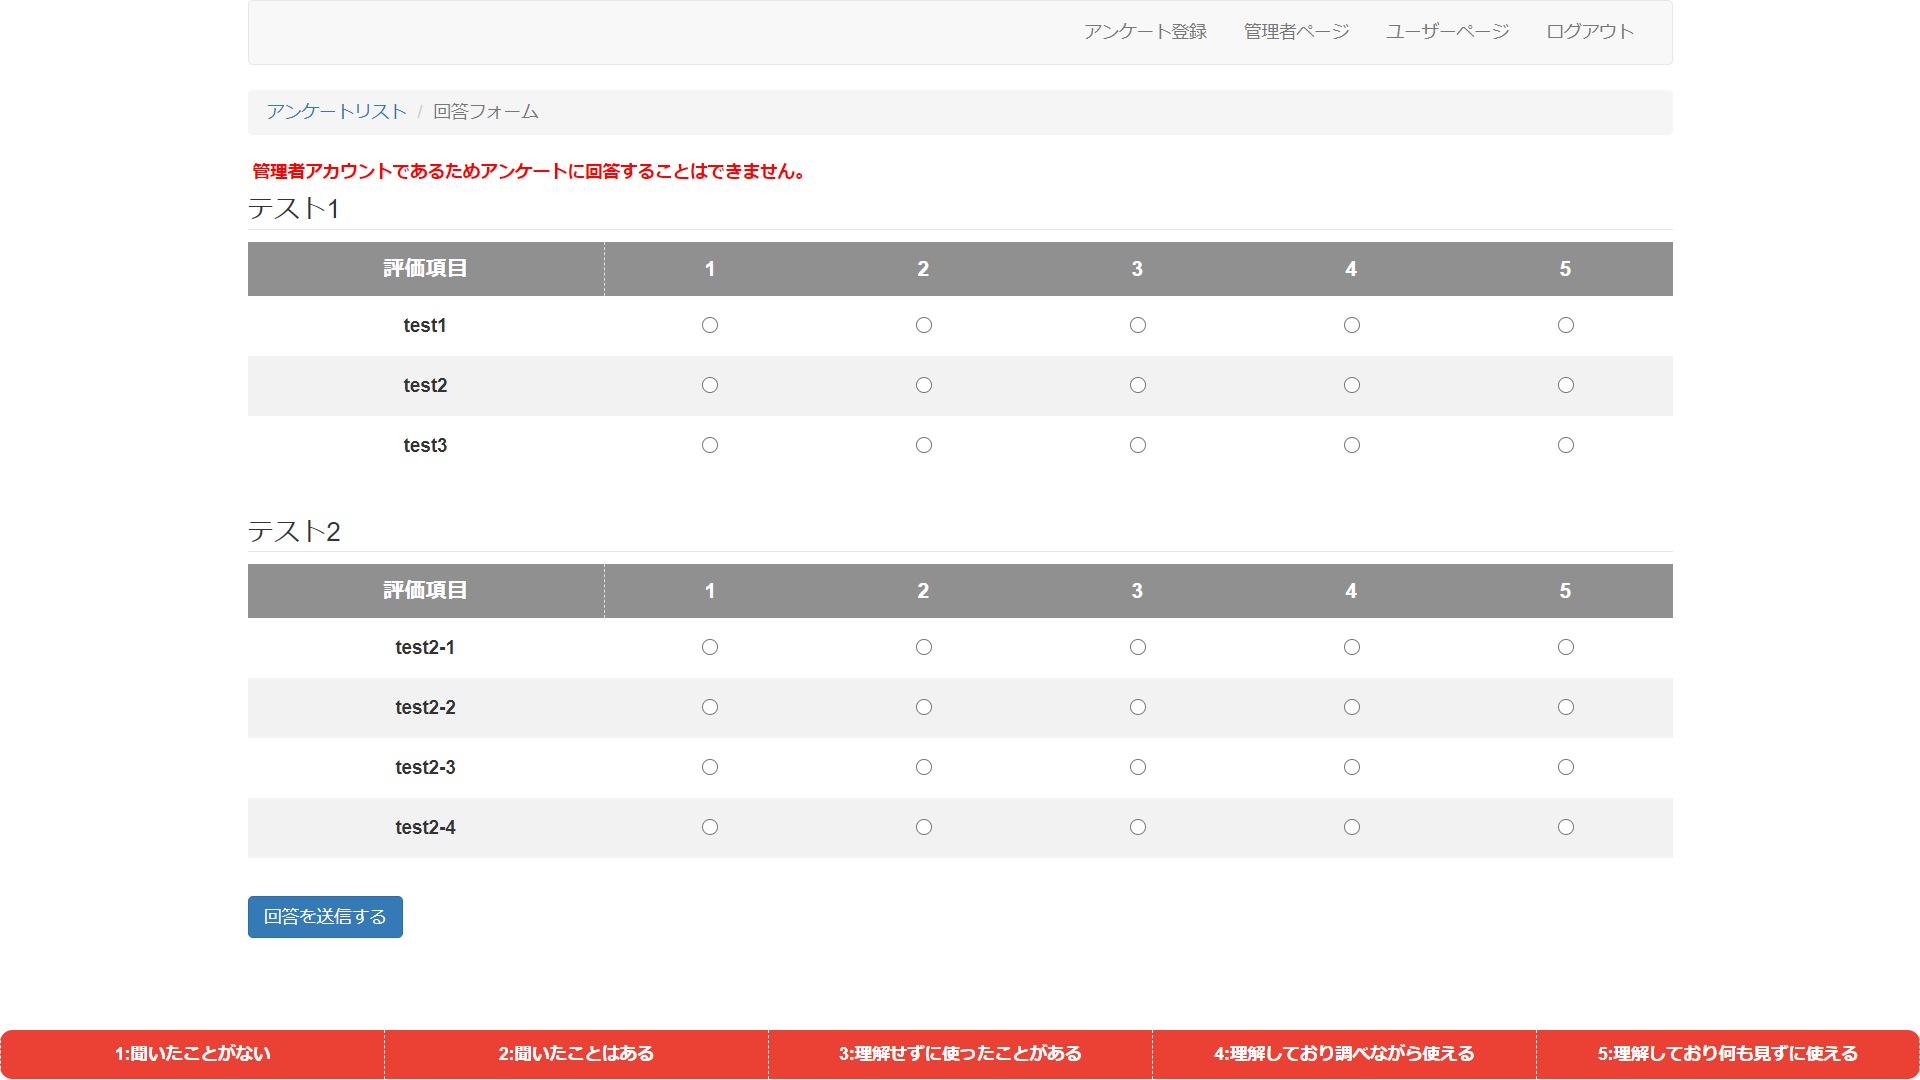 アンケート登録 管理者ページ ユーザーページ ログアウト
アンケートリスト / 回答フォーム
管理者アカウントであるためアンケートに回答することはできません。
テスト1
評価項目 1 2 3 4 5
test1
test2
test3
テスト2
評価項目 1 2 3 4 5
test2-1
test2-2
test2-3
test2-4
回答を送信する
1:聞いたことがない 2:聞いたことはある 3:理解せずに使ったことがある 4:理解しており調べながら使える 5:理解しており何も見ずに使える